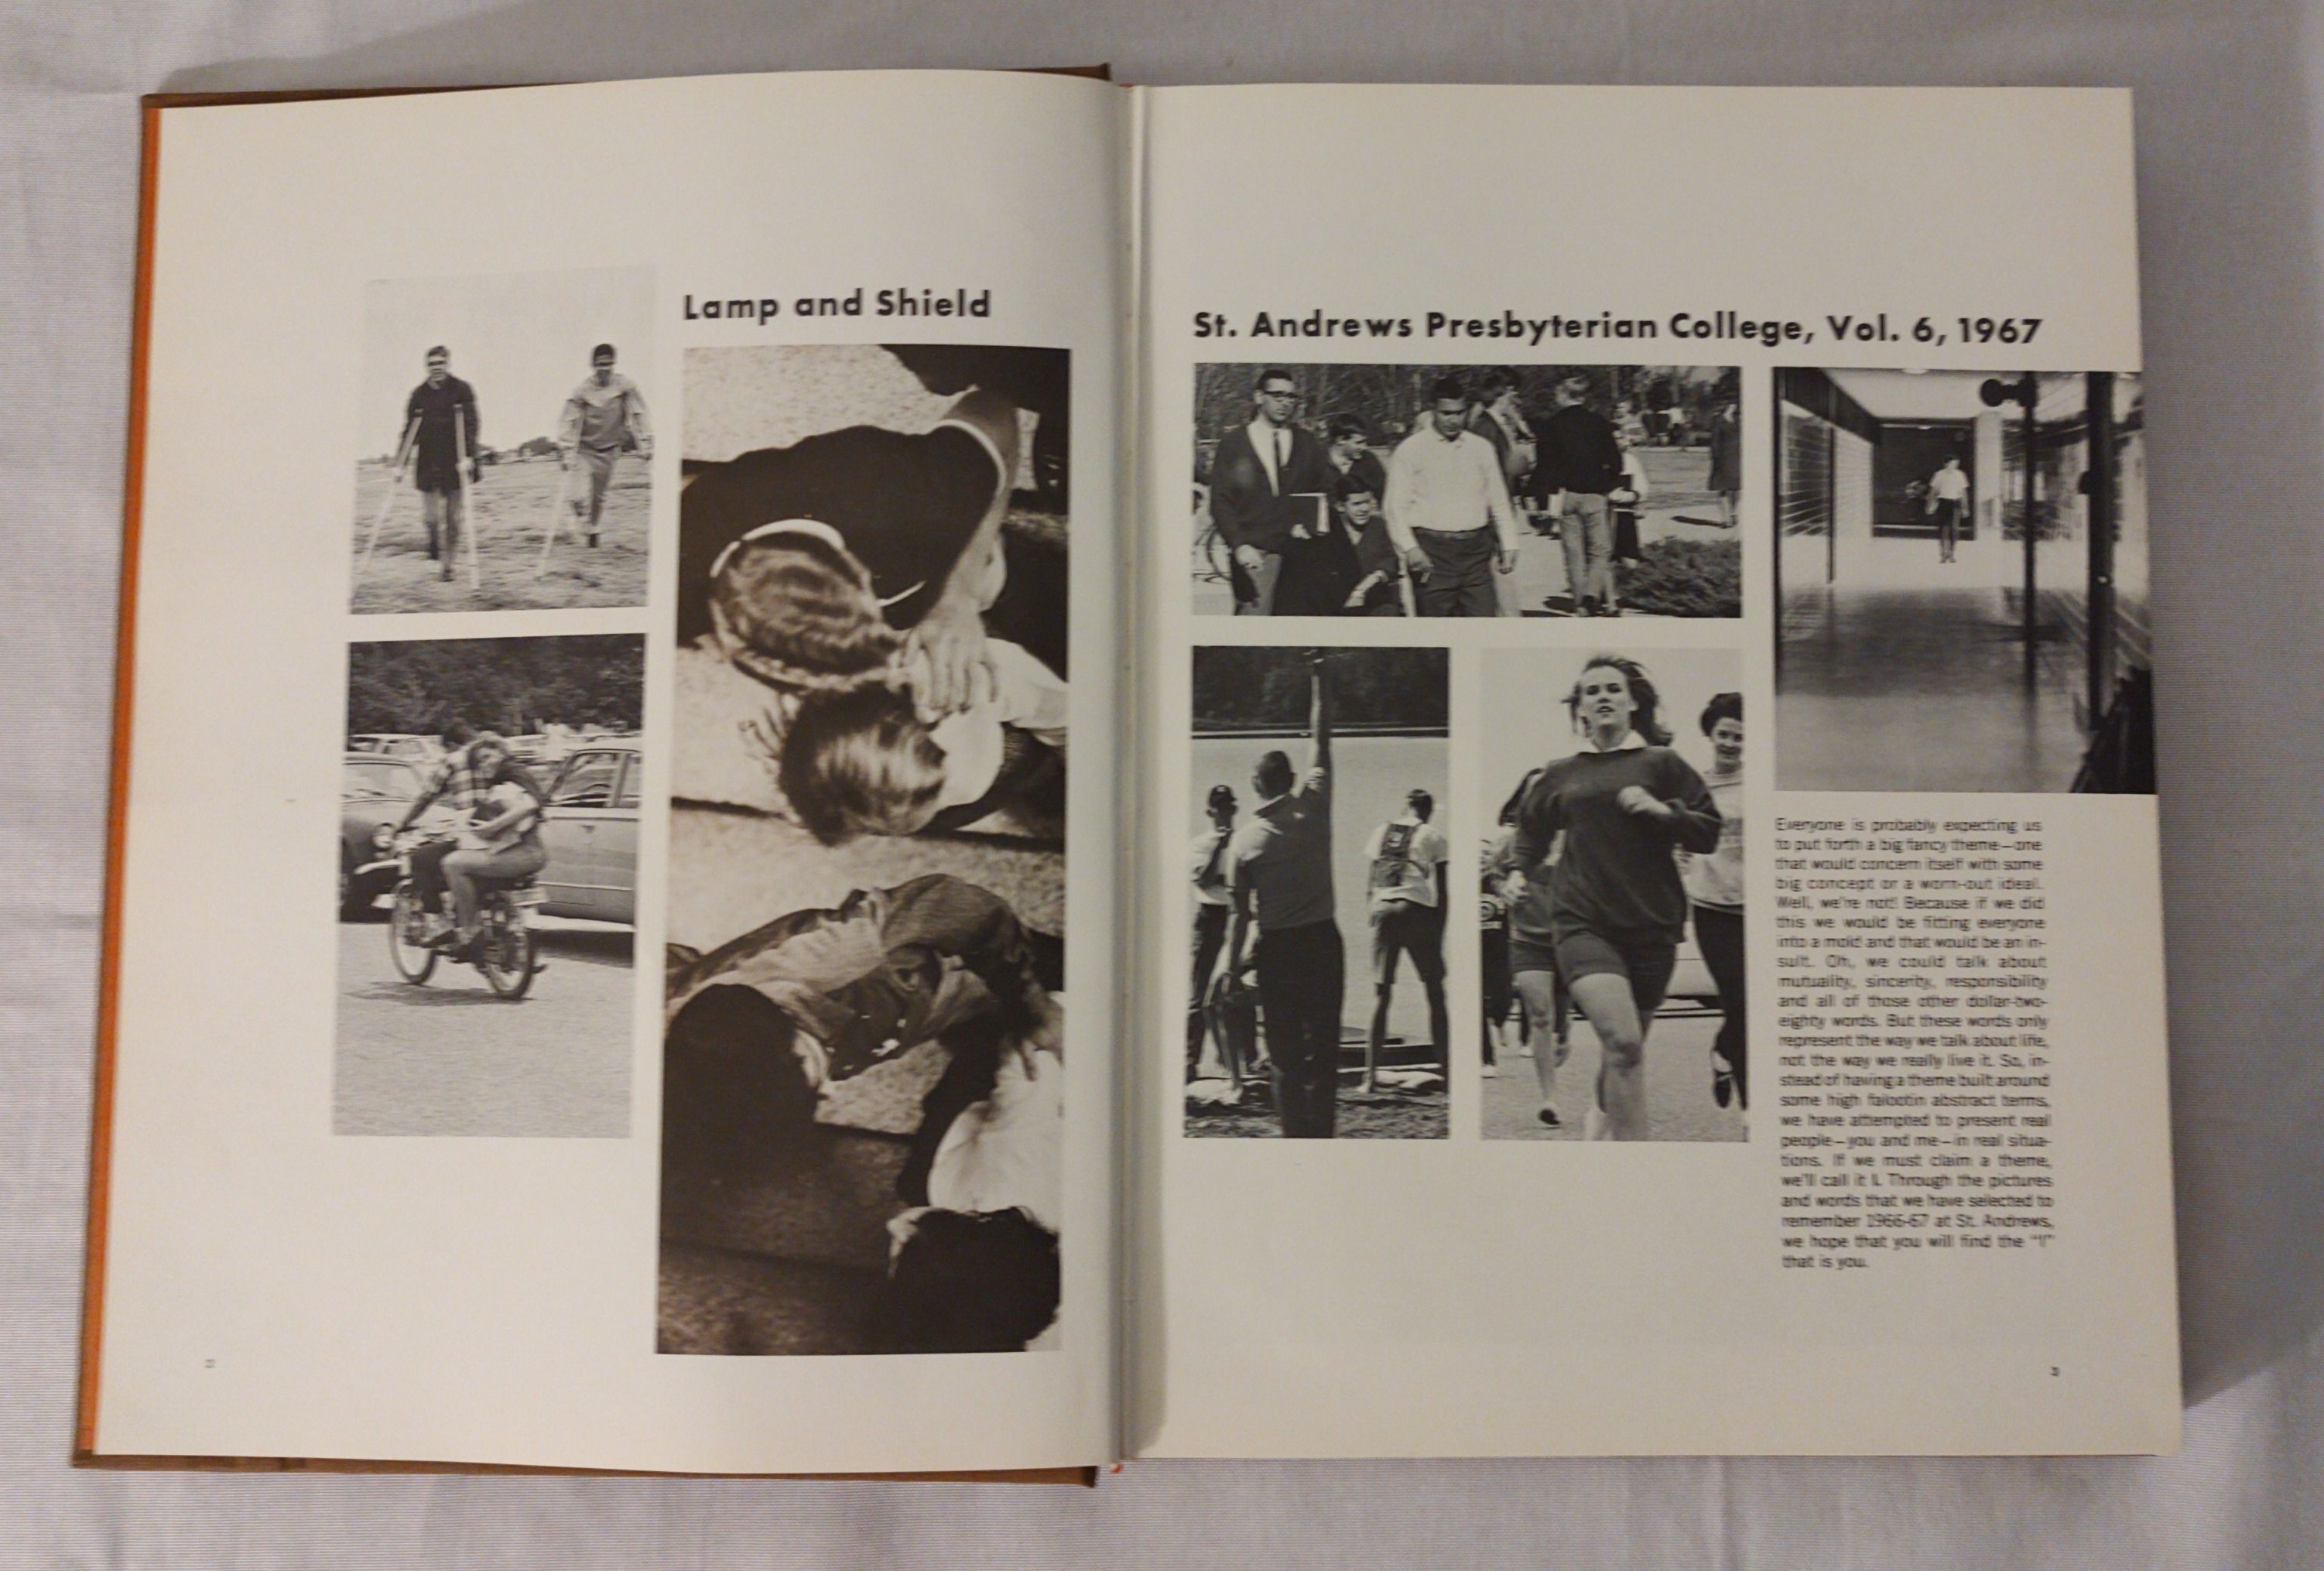 Lamp and Shield
2
St. Andrews Presbyterian College, Vol. 6, 1967
Everyone is probably expecting us
to put forth a big fancy theme—one
that would concern itself with some
big concept or a worn-out ideal.
Well, we're not! Because if we did
this we would be fitting everyone
into a mold and that would be an in-
sult. Oh, we could talk about
mutuality, sincerity, responsibility
and all of those other dollar-two-
eighty words. But these words only
represent the way we talk about life,
not the way we really live it. So, in-
stead of having a theme built around
some high falootin abstract terms,
we have attempted to present real
people—you and me—in real situa-
tions. If we must claim a theme,
we'll call it I. Through the pictures
and words that we have selected to
remember 1966-67 at St. Andrews,
we hope that you will find the "I"
that is you.
3